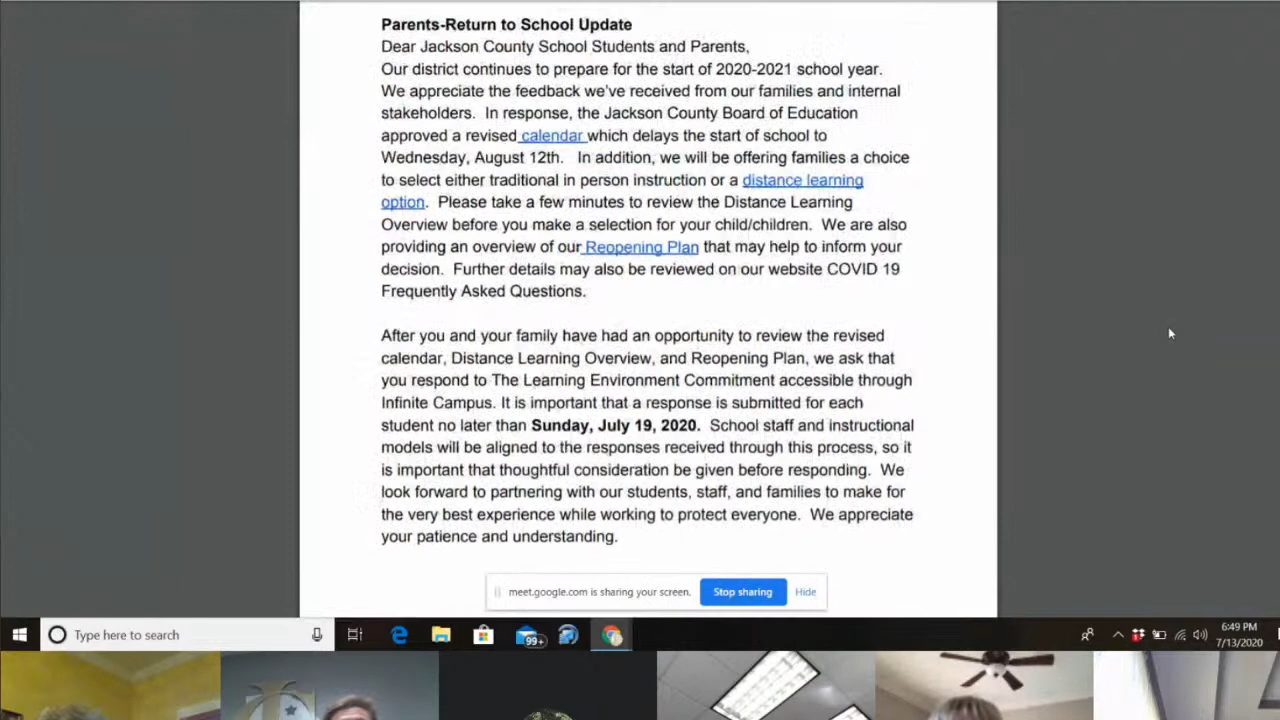 Parents-Return to School Update
Dear Jackson County School Students and Parents,
Our district continues to prepare for the start of 2020-2021 school year.
We appreciate the feedback we've received from our families and internal
stakeholders.  In response, the Jackson County Board of Education
approved a revised calendar which delays the start of school to
Wednesday, August 12th.  In addition, we will be offering families a choice
to select either traditional in person instruction or a distance learning
option.  Please take a few minutes to review the Distance Learning
Overview before you make a selection for your child/children.  We are also
providing an overview of our Reopening Plan that may help to inform your
decision.  Further details may also be reviewed on our website COVID 19
Frequently Asked Questions.
After you and your family have had an opportunity to review the revised
calendar, Distance Learning Overview, and Reopening Plan, we ask that
you respond to The Learning Environment Commitment accessible through
Infinite Campus. It is important that a response is submitted for each
student no later than Sunday, July 19, 2020.  School staff and instructional
models will be aligned to the responses received through this process, so it
is important that thoughtful consideration be given before responding.  We
look forward to partnering with our students, staff, and families to make for
the very best experience while working to protect everyone.  We appreciate
your patience and understanding.
meet.google.com is sharing your screen. Stop sharing Hide
Type here to search
99+
6:49 PM
7/13/2020